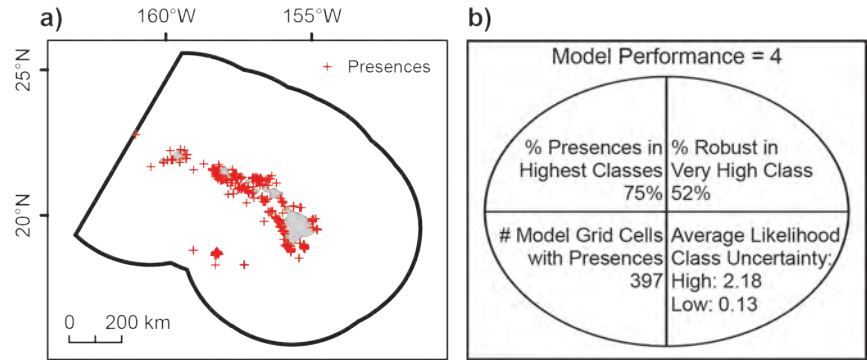 a)
160°W
155°W
25°N
20°N
+ Presences
0 200 km
b)
Model Performance = 4
% Presences in
Highest Classes
75%
% Robust in
Very High Class
52%
# Model Grid Cells
with Presences
397
Average Likelihood
Class Uncertainty:
High: 2.18
Low: 0.13